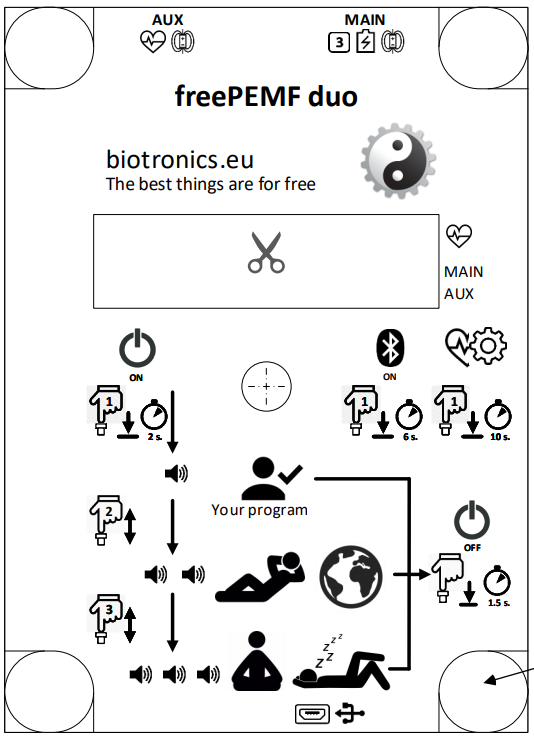 AUX MAIN
3
freePEMF duo
biotronics.eu
The best things are for free
MAIN
AUX
ON ON
1 1 1
2 s. 6 s. 10 s.
Your program
2
OFF
1.5 s.
3
z z z z z